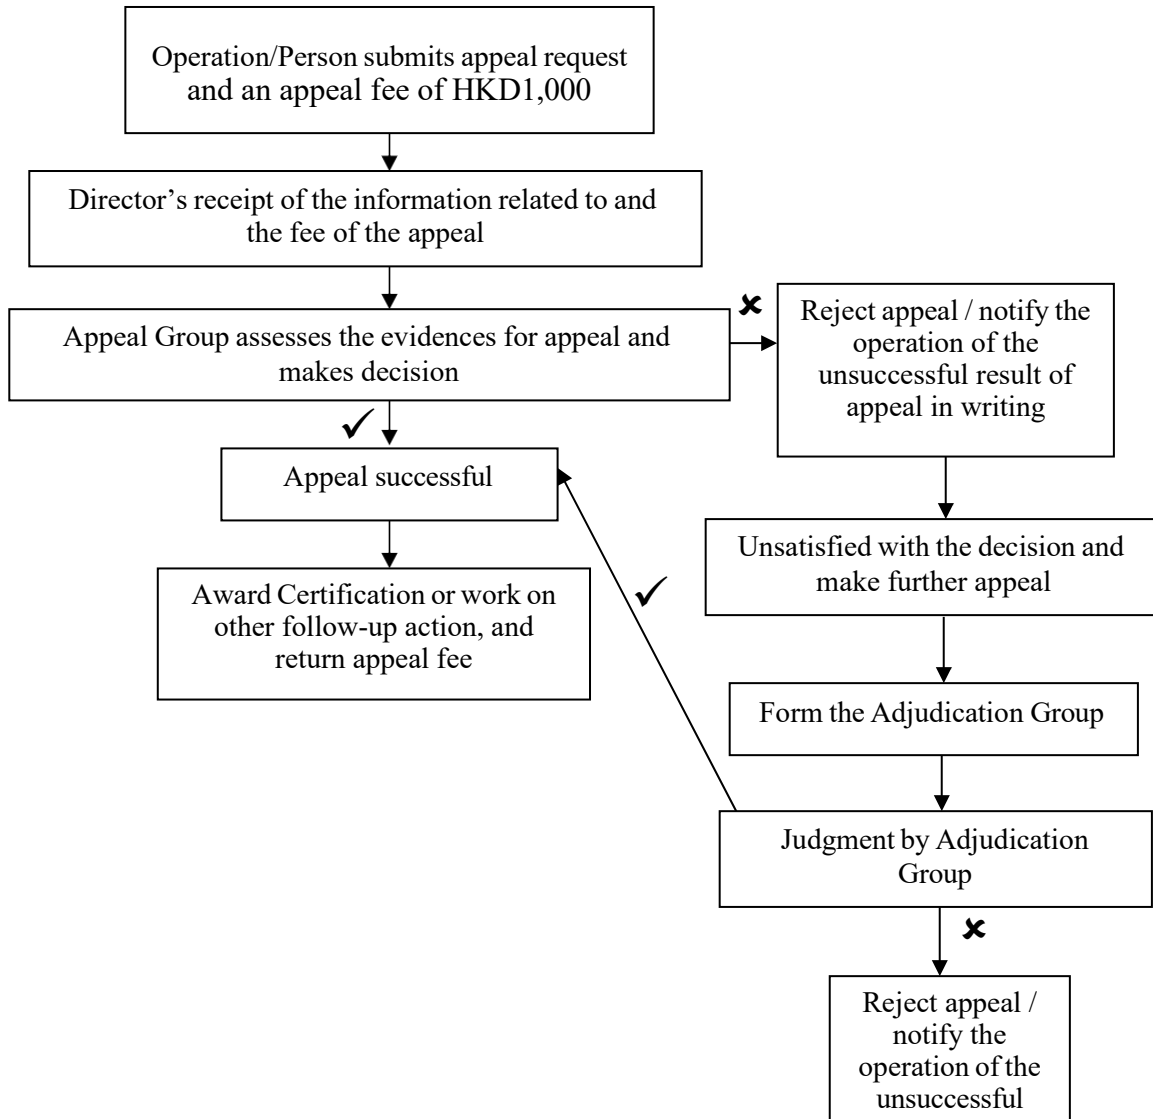 Operation/Person submits appeal request
and an appeal fee of HKD1,000
Director’s receipt of the information related to and
the fee of the appeal
Appeal Group assesses the evidences for appeal and
makes decision
✘
Reject appeal / notify the
operation of the
unsuccessful result of
appeal in writing
✓
Appeal successful
Unsatisfied with the decision and
make further appeal
Award Certification or work on
other follow-up action, and
return appeal fee
✓
Form the Adjudication Group
Judgment by Adjudication
Group
✘
Reject appeal /
notify the
operation of the
unsuccessful